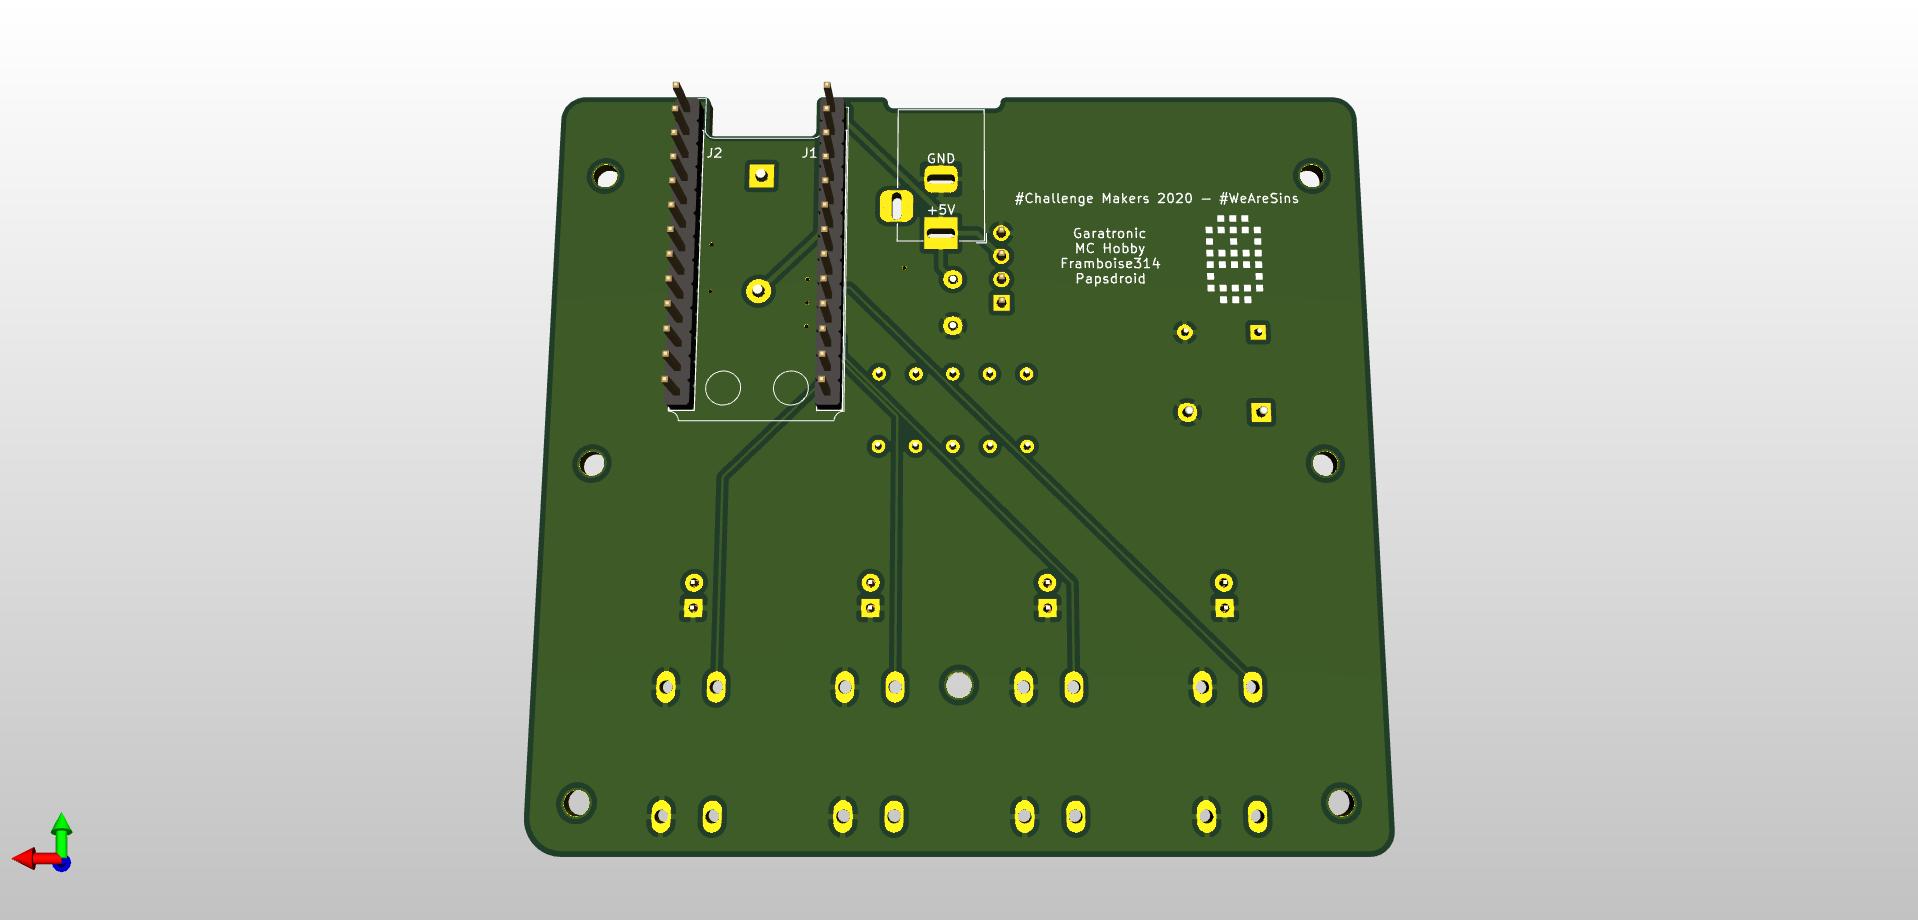 J2
J1
GND
+5V
#Challenge Makers 2020 – #WeAreSins
Garatronic
MC Hobby
Framboise314
Papsdroid